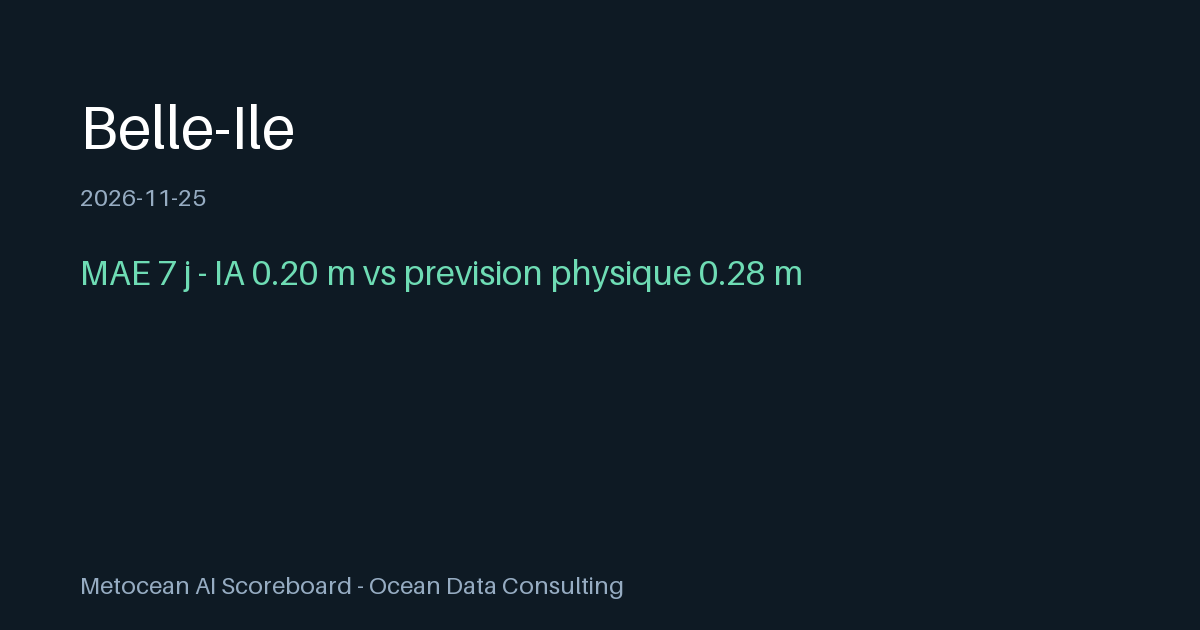 Belle-Ile
2026-11-25
MAE 7 j - IA 0.20 m vs prevision physique 0.28 m
Metocean AI Scoreboard - Ocean Data Consulting